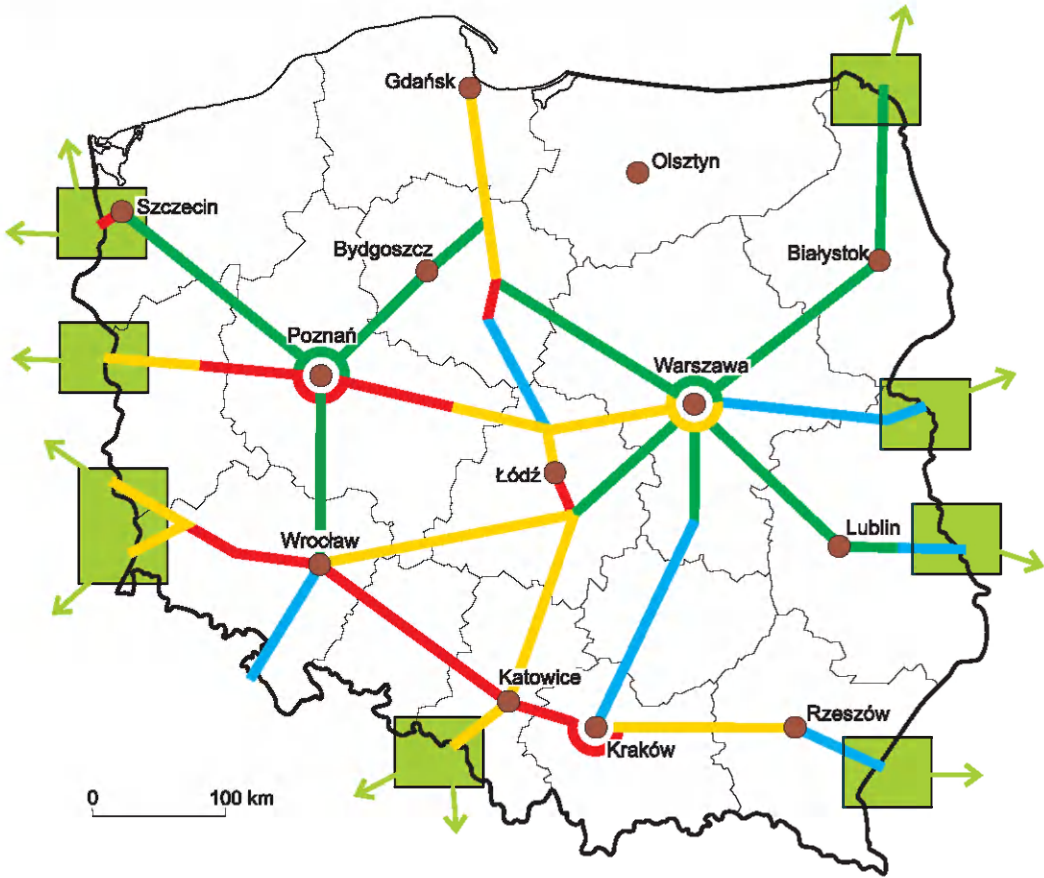 Gdańsk
Olsztyn
Szczecin
Bydgoszcz
Białystok
Poznań
Warszawa
Łódź
Wrocław
Lublin
Katowice
Rzeszów
Kraków
0 100 km